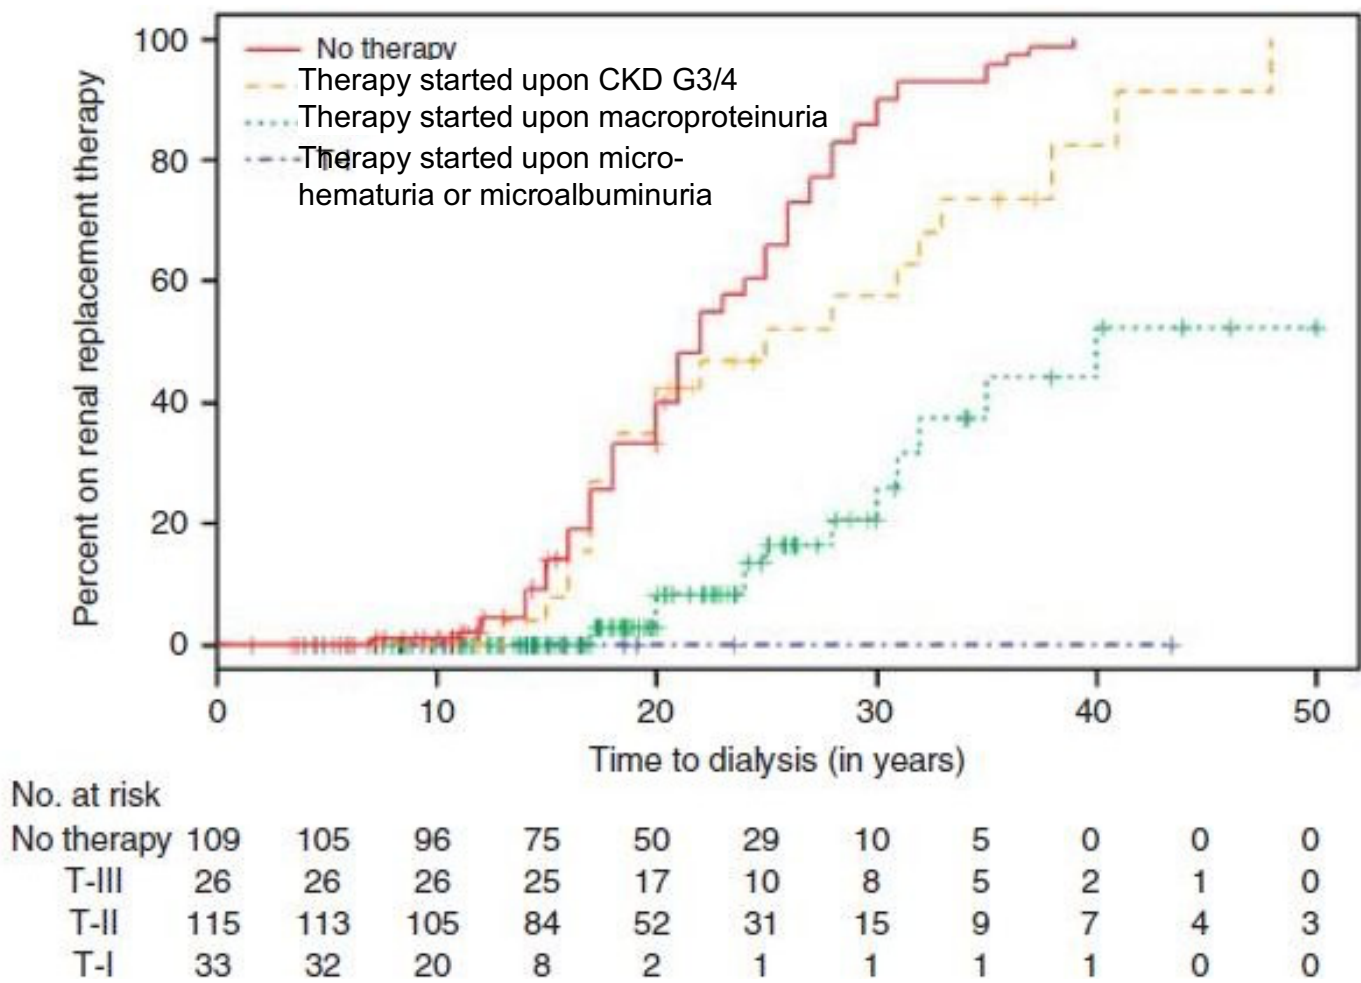 100
80
60
40
20
0
Percent on renal replacement therapy
No therapy
Therapy started upon CKD G3/4
Therapy started upon macroproteinuria
Therapy started upon micro-
hematuria or microalbuminuria
0 10 20 30 40 50
Time to dialysis (in years)
No. at risk
No therapy 109 105 96 75 50 29 10 5 0 0 0
T-III 26 26 26 25 17 10 8 5 2 1 0
T-II 115 113 105 84 52 31 15 9 7 4 3
T-I 33 32 20 8 2 1 1 1 1 0 0